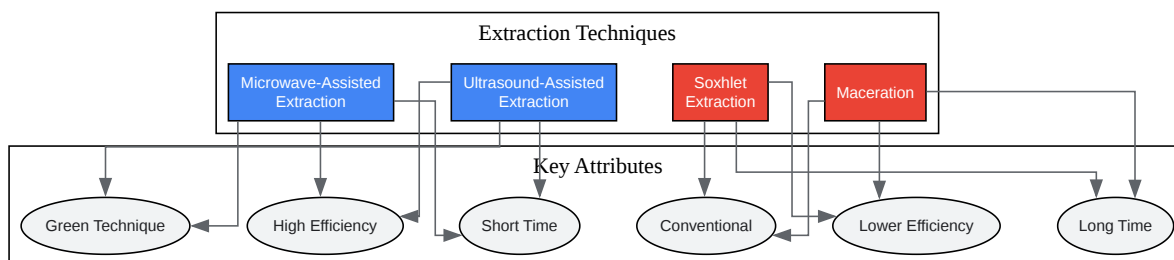 Extraction Techniques
Microwave-Assisted
Extraction
Ultrasound-Assisted
Extraction
Soxhlet
Extraction
Maceration
Key Attributes
Green Technique
High Efficiency
Short Time
Conventional
Lower Efficiency
Long Time